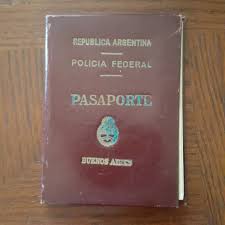 REPUBLICA ARGENTINA
POLICIA FEDERAL
PASAPORTE
BUENOS AIRES